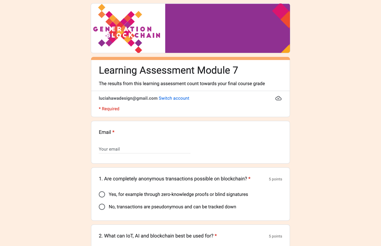 GENERATION
BLOCKCHAIN
Learning Assessment Module 7
The results from this learning assessment count towards your final course grade
luciahawdesign@gmail.com Switch account
* Required
Email *
Your email
1. Are completely anonymous transactions possible on blockchain? *
5 points
Yes, for example through zero-knowledge proofs or blind signatures
No, transactions are pseudonymous and can be tracked down
2. What can IoT, AI and blockchain best be used for? *
5 points